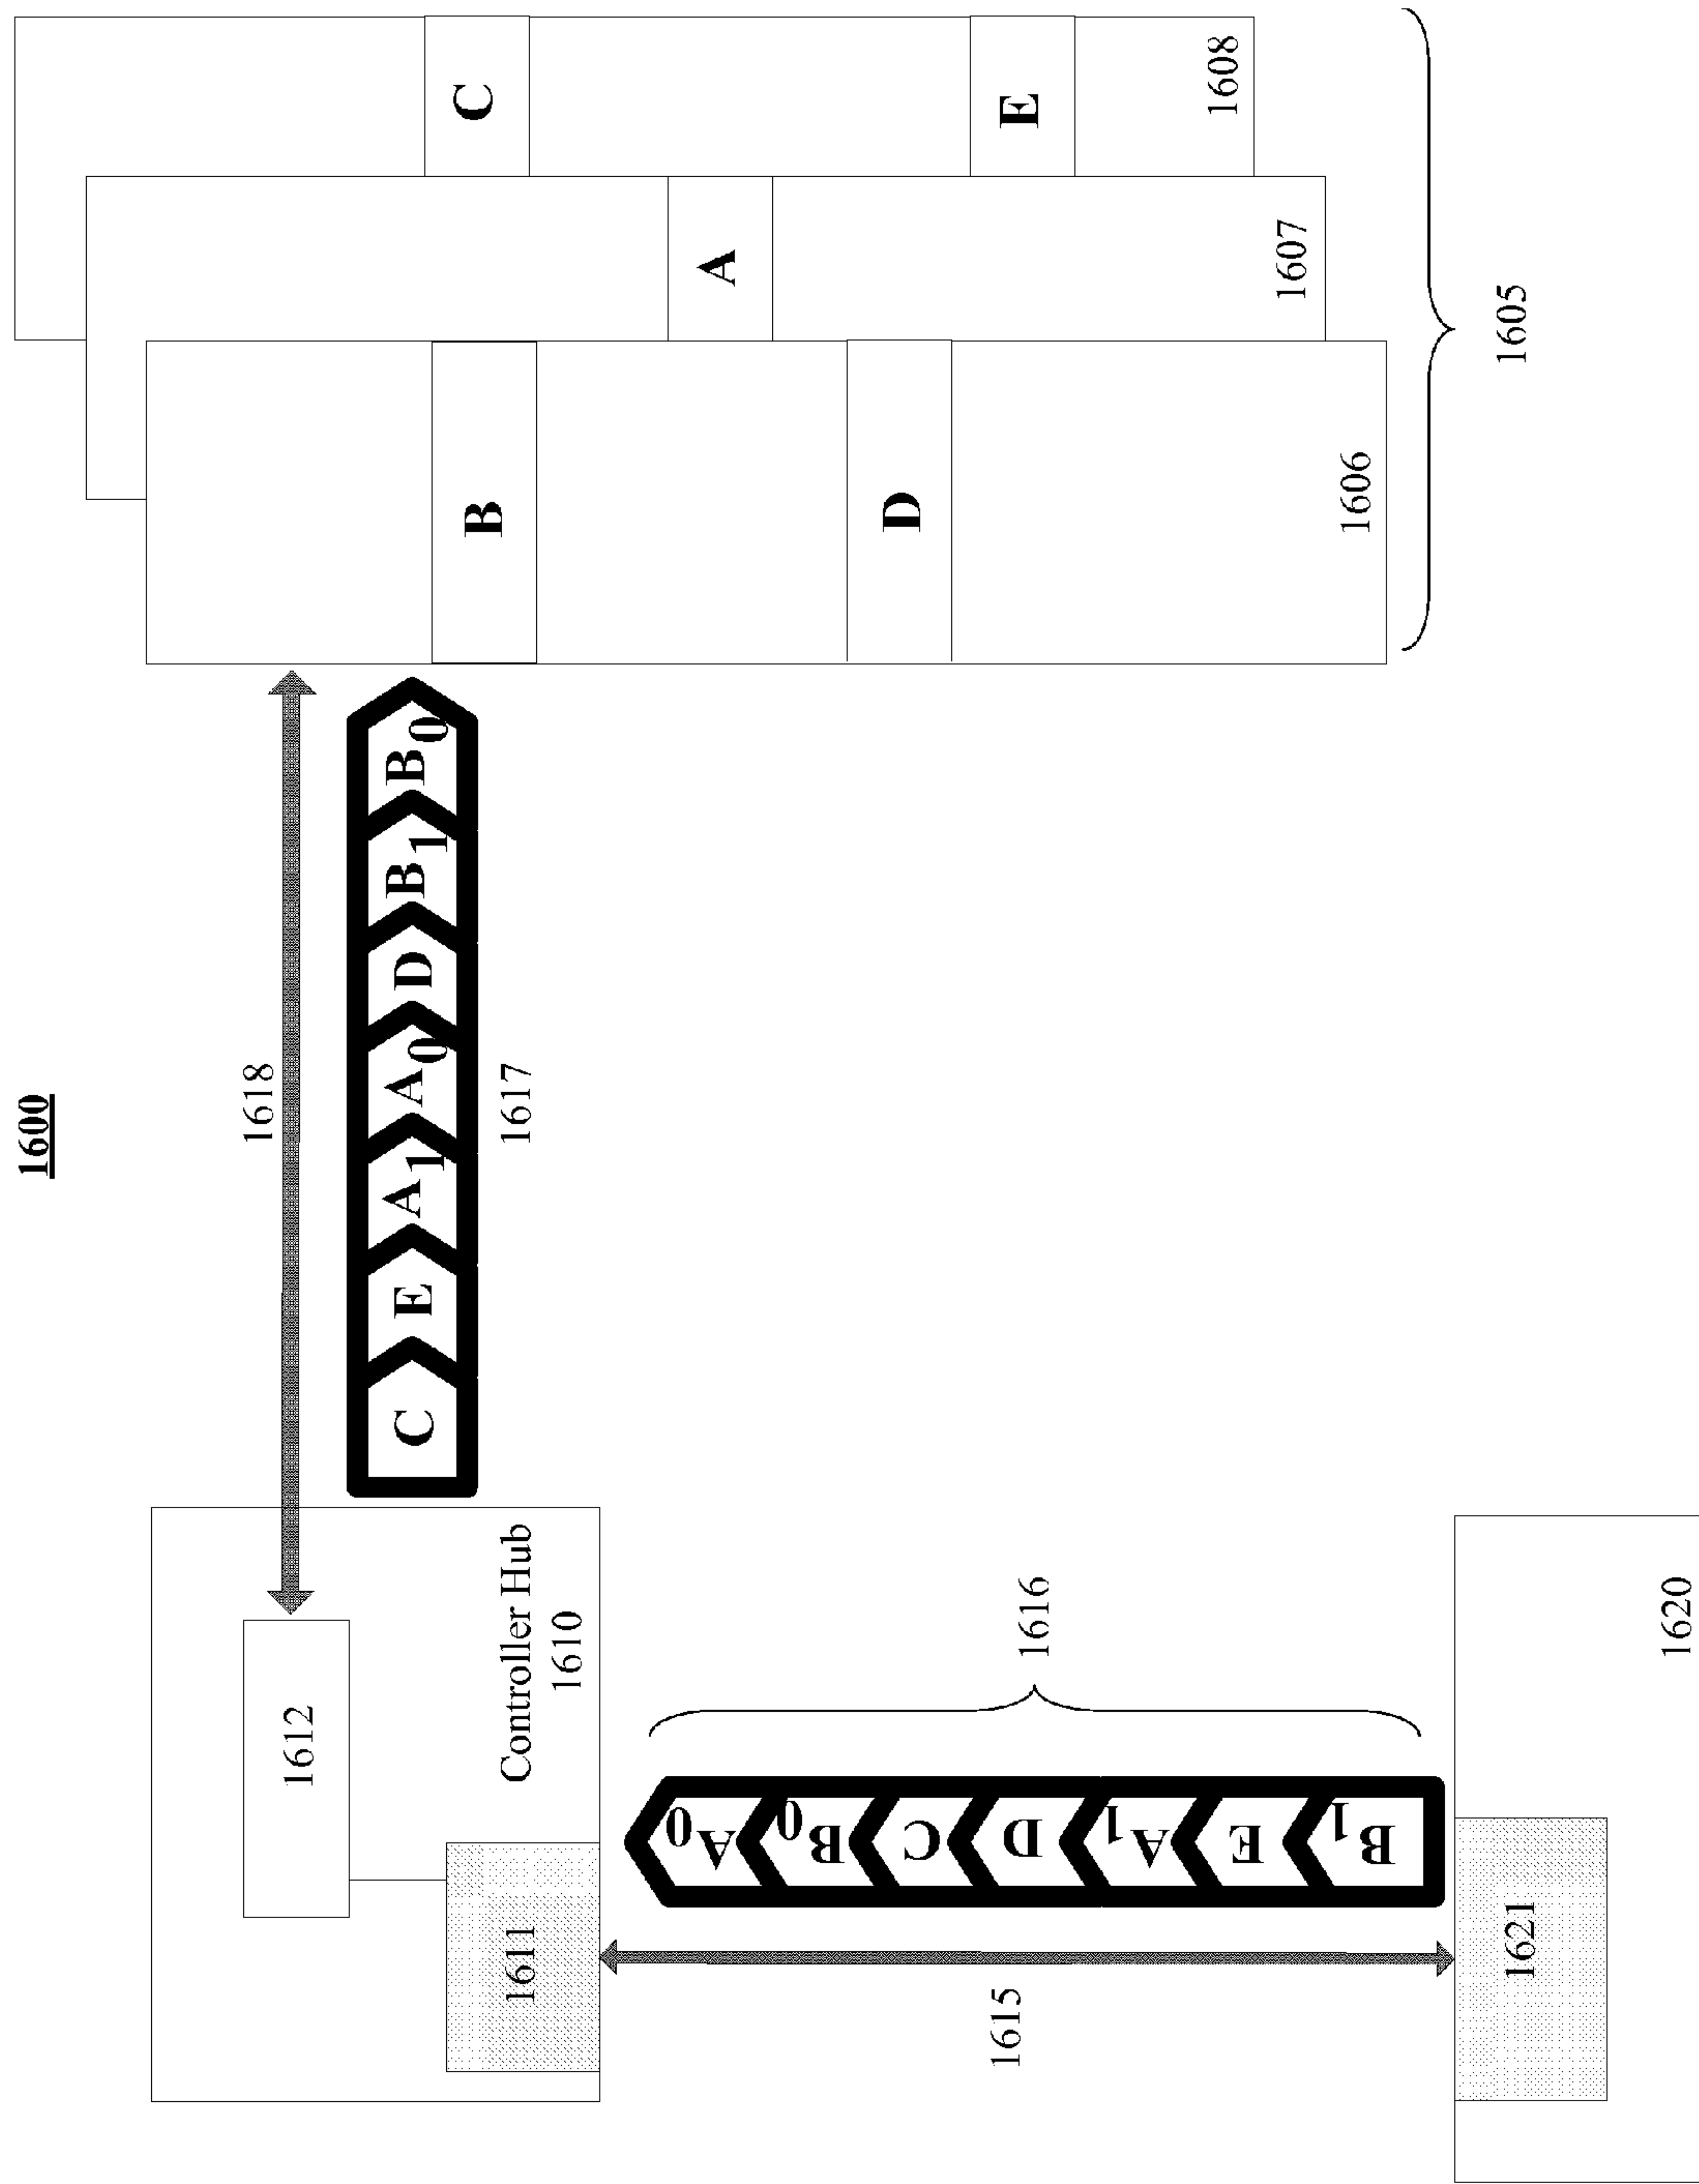 1600
1618
C E A1 A0 D B1 B0
1617
C
E
1608
A
1607
B
D
1606
1605
1612
Controller Hub
1610
1611
A0 B0 C D A1 E B1
1616
1615
1621
1620